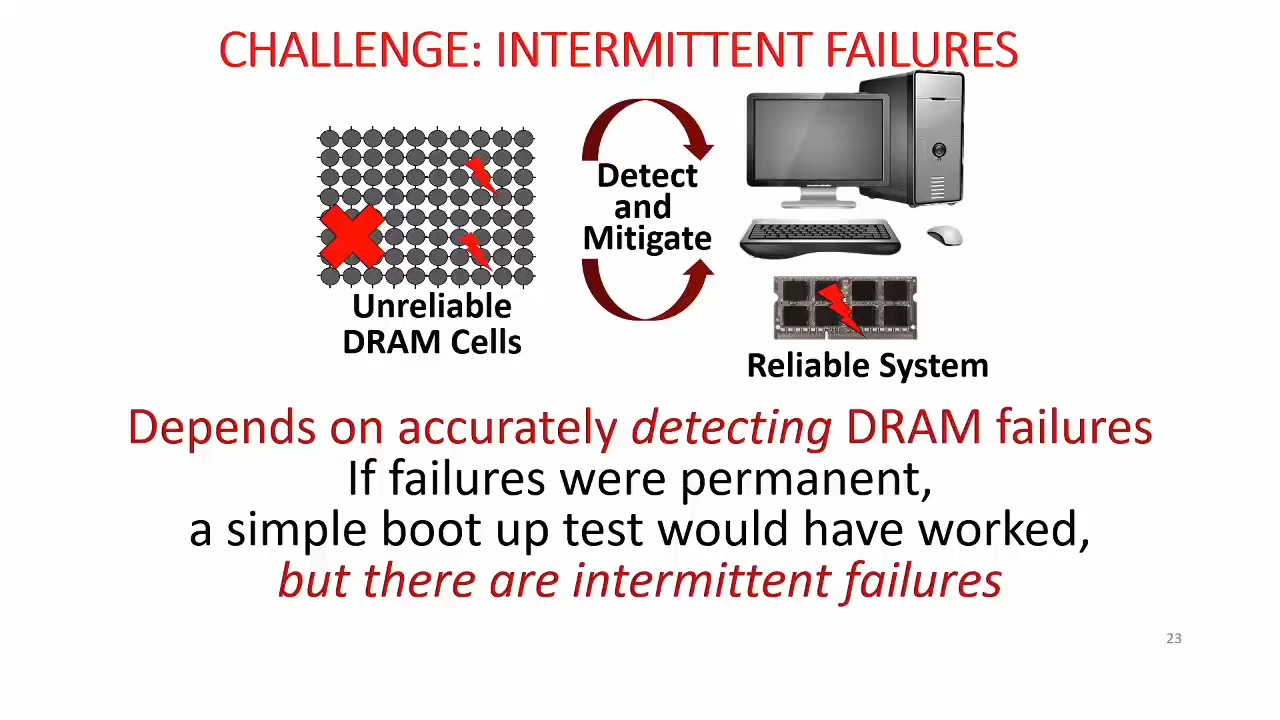 CHALLENGE: INTERMITTENT FAILURES
Detect
and
Mitigate
Unreliable
DRAM Cells
Reliable System
Depends on accurately detecting DRAM failures
If failures were permanent,
a simple boot up test would have worked,
but there are intermittent failures
23